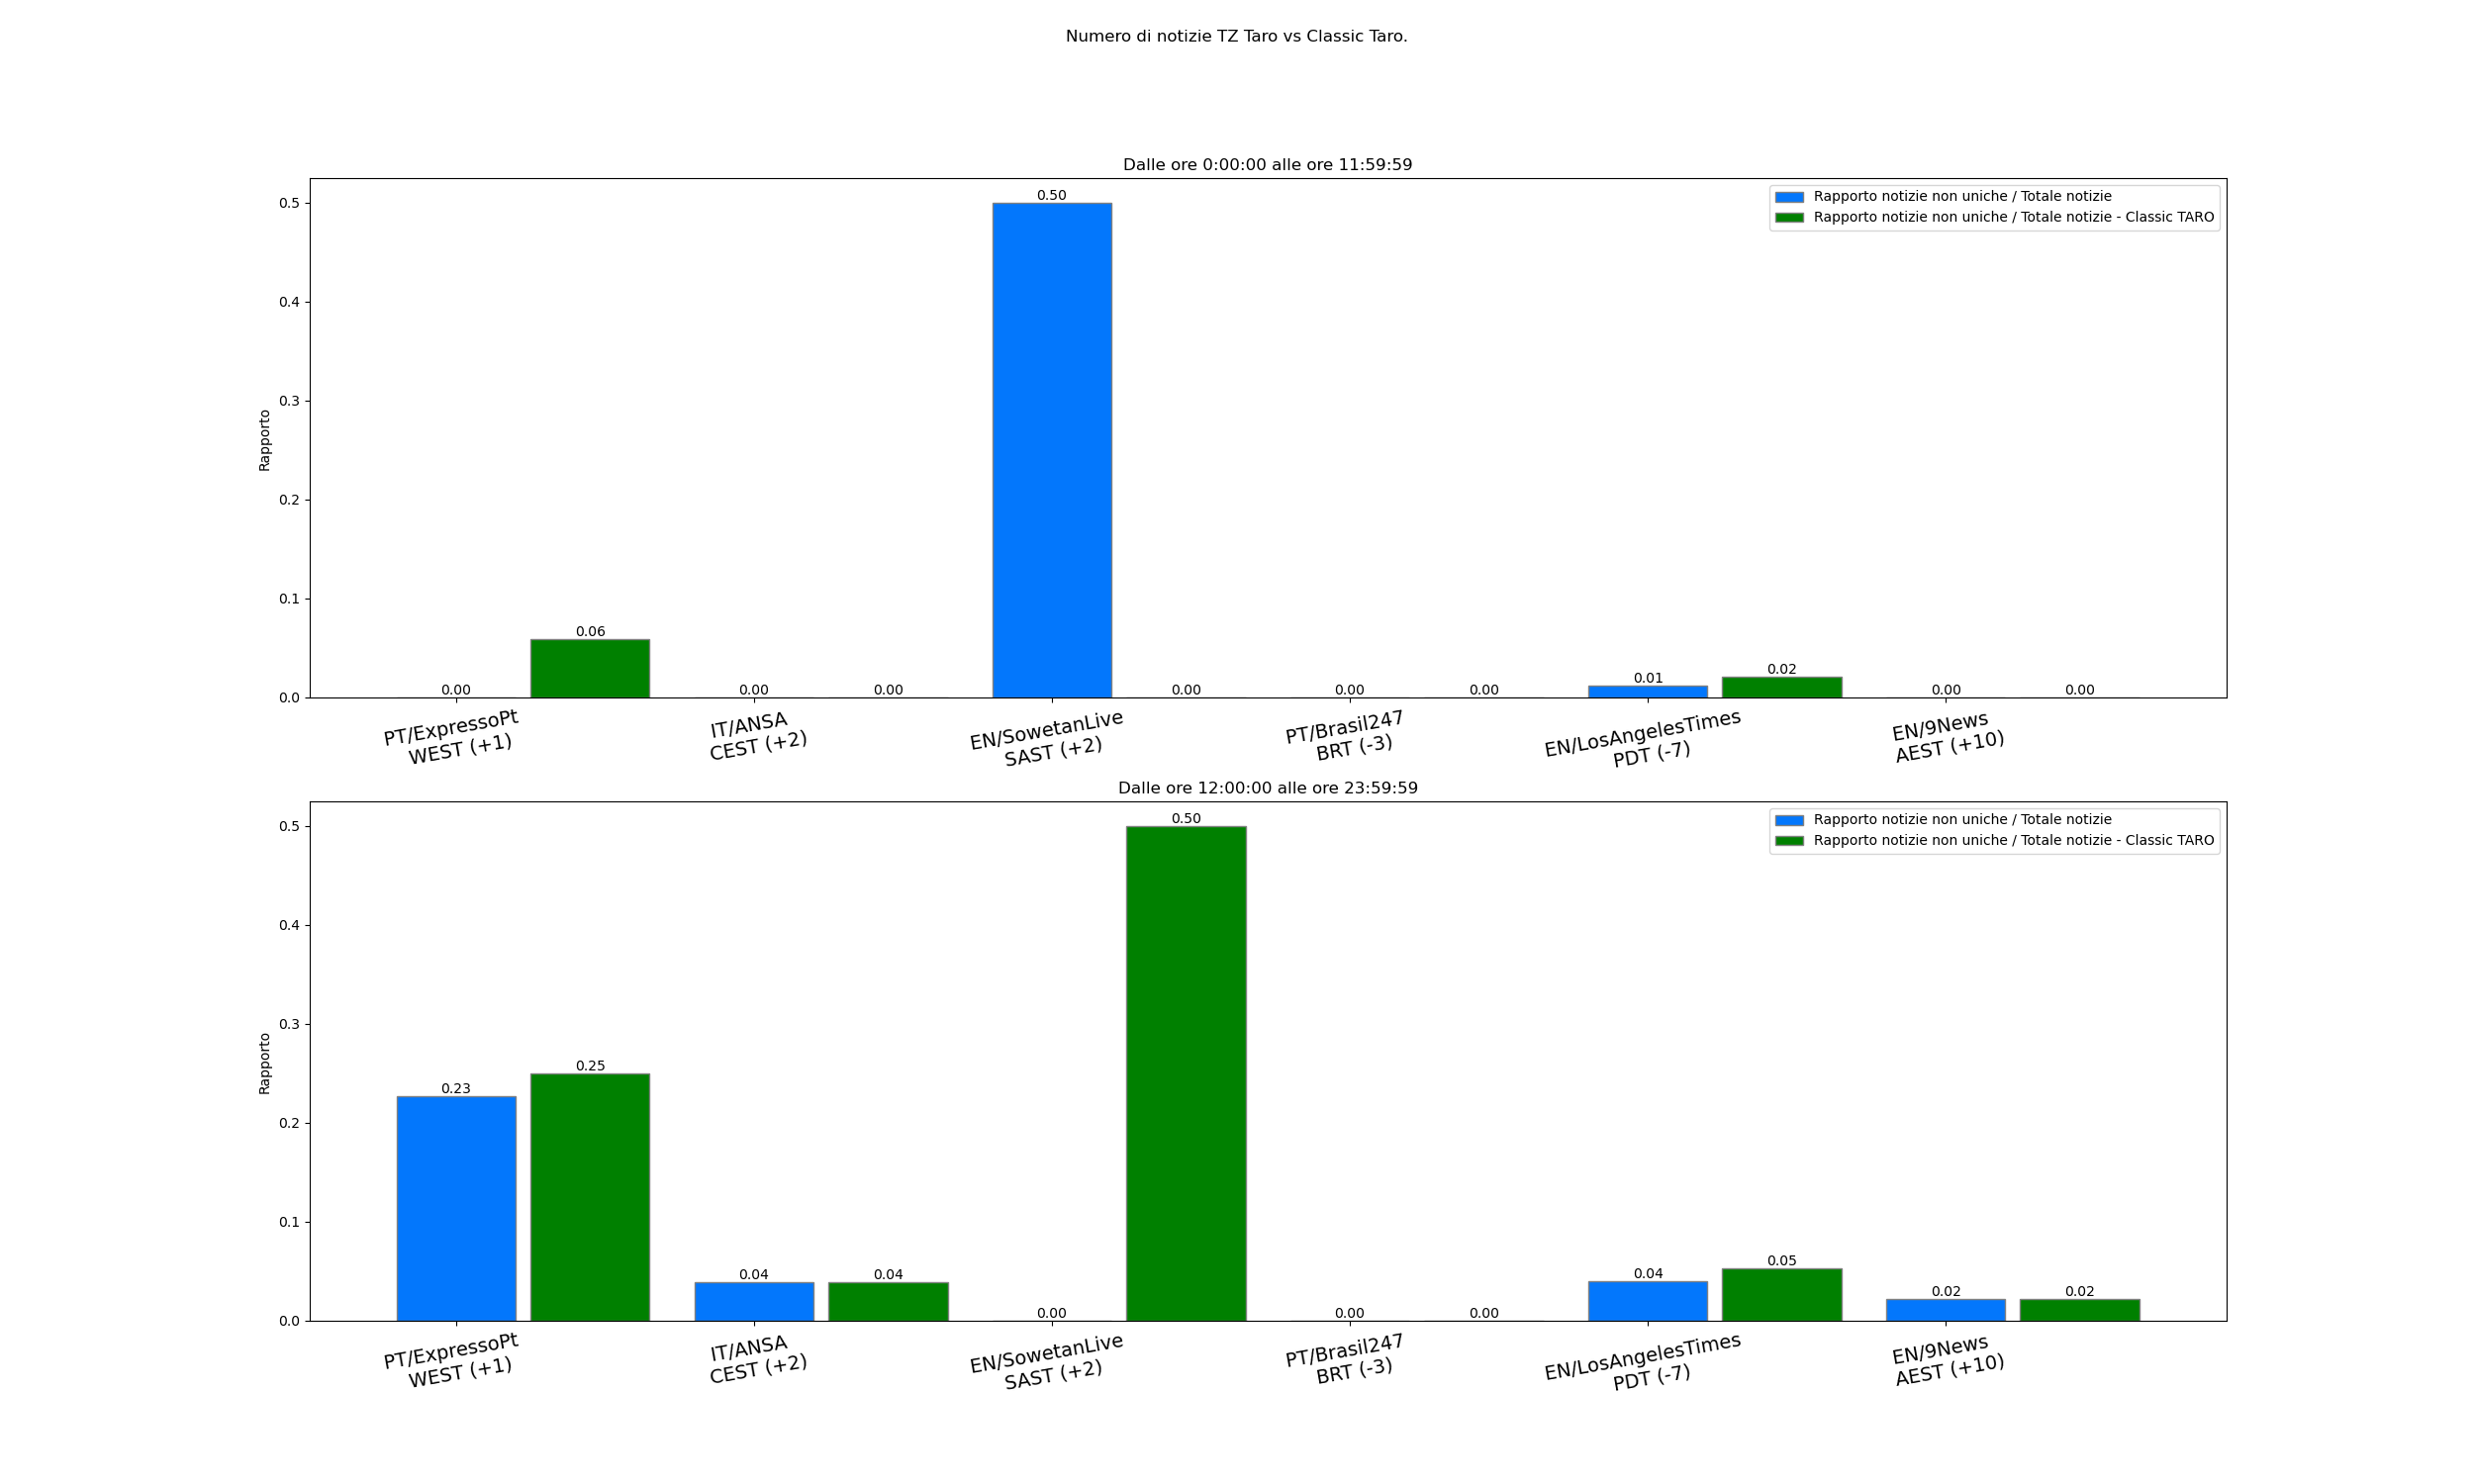 Numero di notizie TZ Taro vs Classic Taro.
Dalle ore 0:00:00 alle ore 11:59:59
Rapporto notizie non uniche / Totale notizie
Rapporto notizie non uniche / Totale notizie - Classic TARO
Rapporto
0.5
0.4
0.3
0.2
0.1
0.0
0.00
0.06
0.00
0.00
0.50
0.00
0.00
0.00
0.01
0.02
0.00
0.00
PT/ExpressoPt
WEST (+1)
IT/ANSA
CEST (+2)
EN/SowetanLive
SAST (+2)
PT/Brasil247
BRT (-3)
EN/LosAngelesTimes
PDT (-7)
EN/9News
AEST (+10)
Dalle ore 12:00:00 alle ore 23:59:59
Rapporto notizie non uniche / Totale notizie
Rapporto notizie non uniche / Totale notizie - Classic TARO
Rapporto
0.5
0.4
0.3
0.2
0.1
0.0
0.23
0.25
0.04
0.04
0.00
0.50
0.00
0.00
0.04
0.05
0.02
0.02
PT/ExpressoPt
WEST (+1)
IT/ANSA
CEST (+2)
EN/SowetanLive
SAST (+2)
PT/Brasil247
BRT (-3)
EN/LosAngelesTimes
PDT (-7)
EN/9News
AEST (+10)